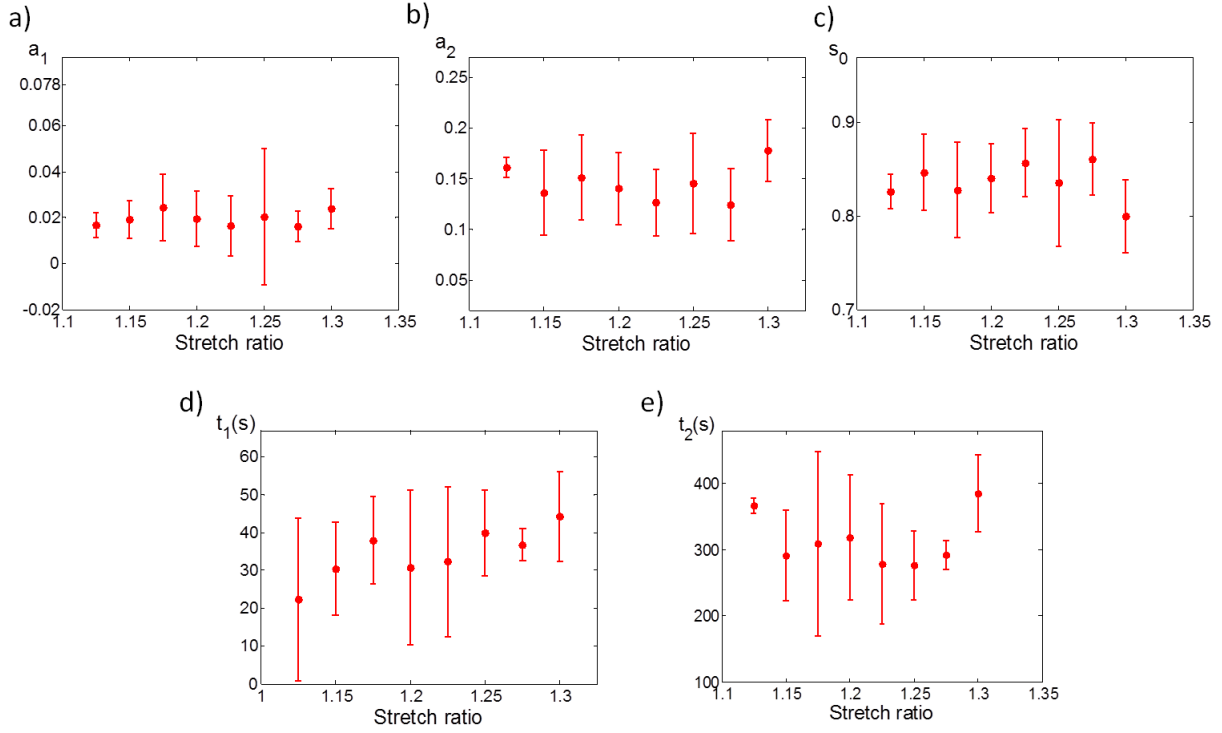 a)
a1
0.078
0.06
0.04
0.02
0
-0.02
1.1 1.15 1.2 1.25 1.3 1.35
Stretch ratio
b)
a2
0.25
0.2
0.15
0.1
0.05
1.1 1.15 1.2 1.25 1.3
Stretch ratio
c)
s0
0.9
0.8
0.7
1.1 1.15 1.2 1.25 1.3 1.35
Stretch ratio
d)
t1(s)
60
50
40
30
20
10
0
1 1.15 1.2 1.25 1.3
Stretch ratio
e)
t2(s)
400
300
200
100
1.1 1.15 1.2 1.25 1.3 1.35
Stretch ratio